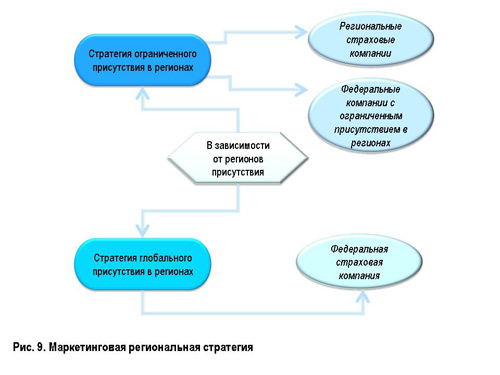 Стратегия ограниченного
присутствия в регионах
Региональные
страховые
компании
Федеральные
компании с
ограниченным
присутствием в
регионах
В зависимости
от регионов
присутствия
Стратегия глобального
присутствия в регионах
Федеральная
страховая
компания
Рис. 9. Маркетинговая региональная стратегия